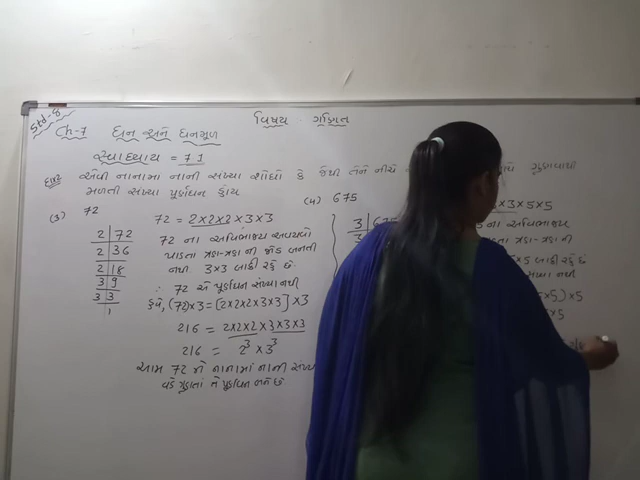 Std-8
વિષય - ગણિત
Ch-7 ઘન અને ઘનમૂળ
સ્વાધ્યાય = 7.1
એવી નાનામા નાની સંખ્યા શોધો કે જેથી તેને નીચે ગુણવાથી
મળતી સંખ્યા પૂર્ણઘન હોય
(3) 72
72 = 2×2×2×3×3
2 | 72
2 | 36
2 | 18
3 | 9
3 | 3
1
72 ના અવિભાજ્ય અવયવો
પાડતા ત્રણ-ત્રણ ની જોડ બનતી
નથી 3×3 બાકી રહે છે
∴ 72 એ પૂર્ણઘન સંખ્યા નથી
હવે, (72)×3 = [2×2×2×3×3]×3
216 = 2×2×2×3×3×3
216 = 2³×3³
આમ 72 ને નાનામાં નાની સંખ્યા
વડે ગુણતાં તે પૂર્ણઘન બને છે
(4) 675
×3×5×5
3 | 675
ના અવિભાજ્ય
ત્રણ-ત્રણ ની
×5 બાકી રહે છે
સંખ્યા નથી
×5)×5
×5